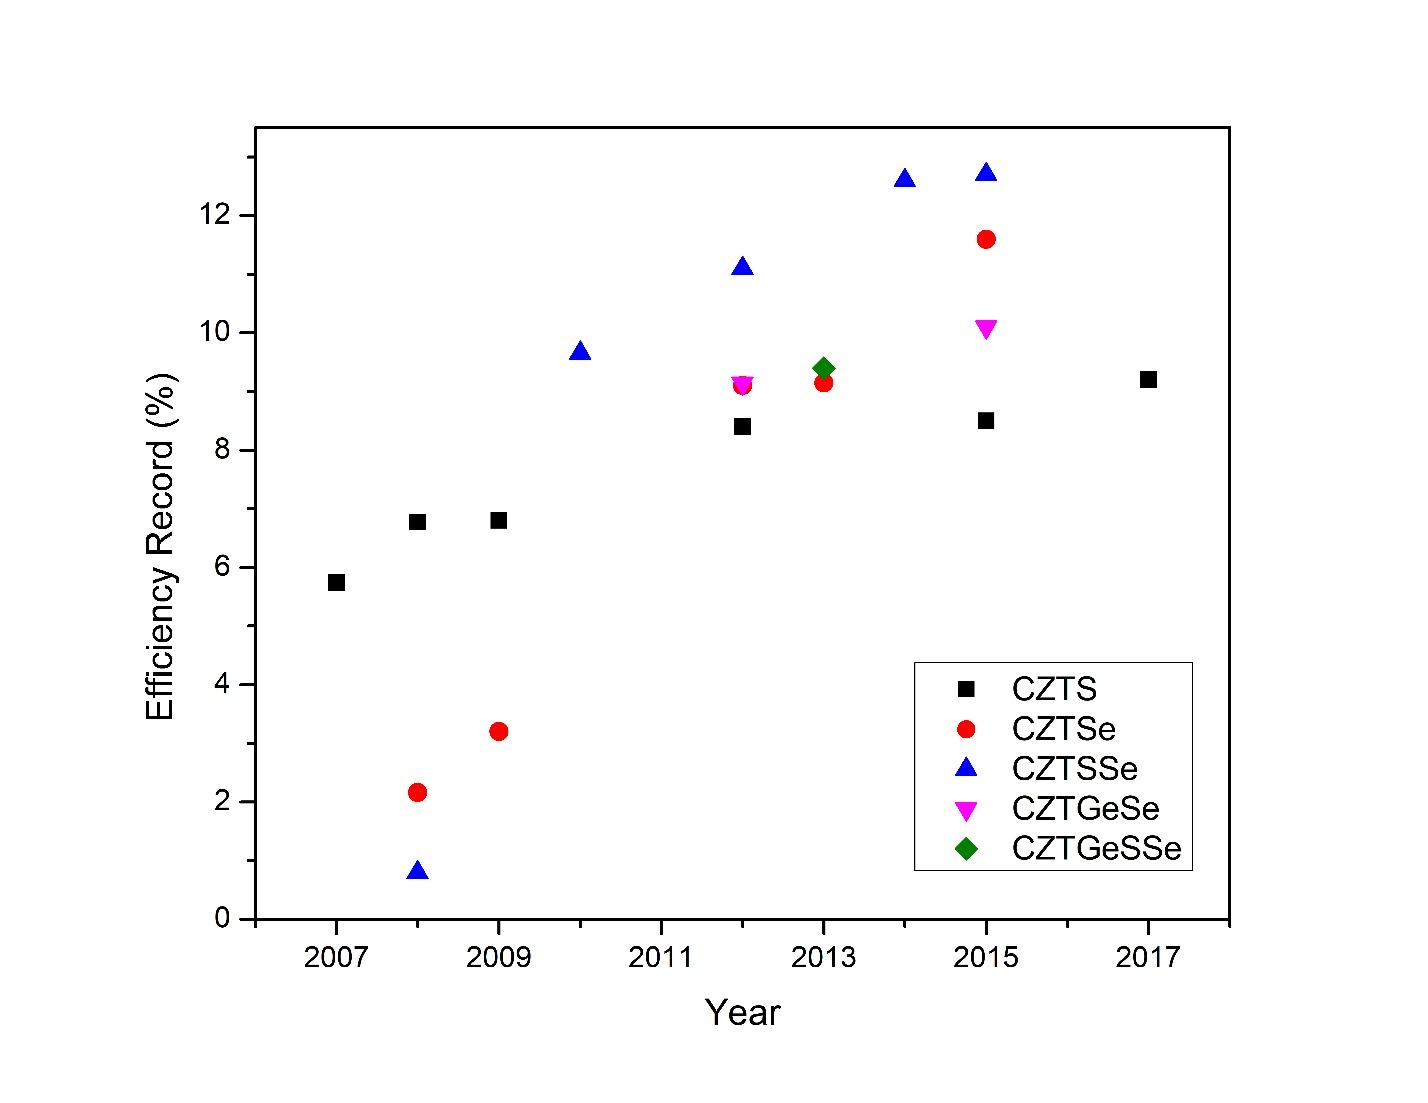 Efficiency Record (%)
12
10
8
6
4
2
0
CZTS
CZTSe
CZTSSe
CZTGeSe
CZTGeSSe
2007 2009 2011 2013 2015 2017
Year